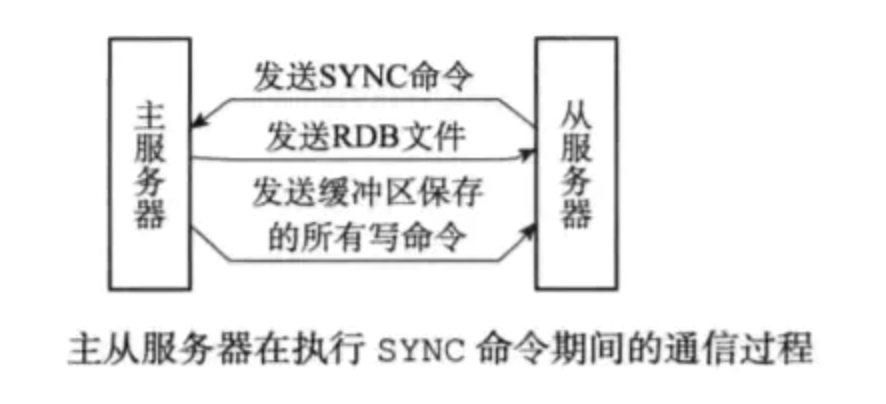 主服务器
发送SYNC命令
发送RDB文件
发送缓冲区保存
的所有写命令
从服务器
主从服务器在执行 SYNC 命令期间的通信过程